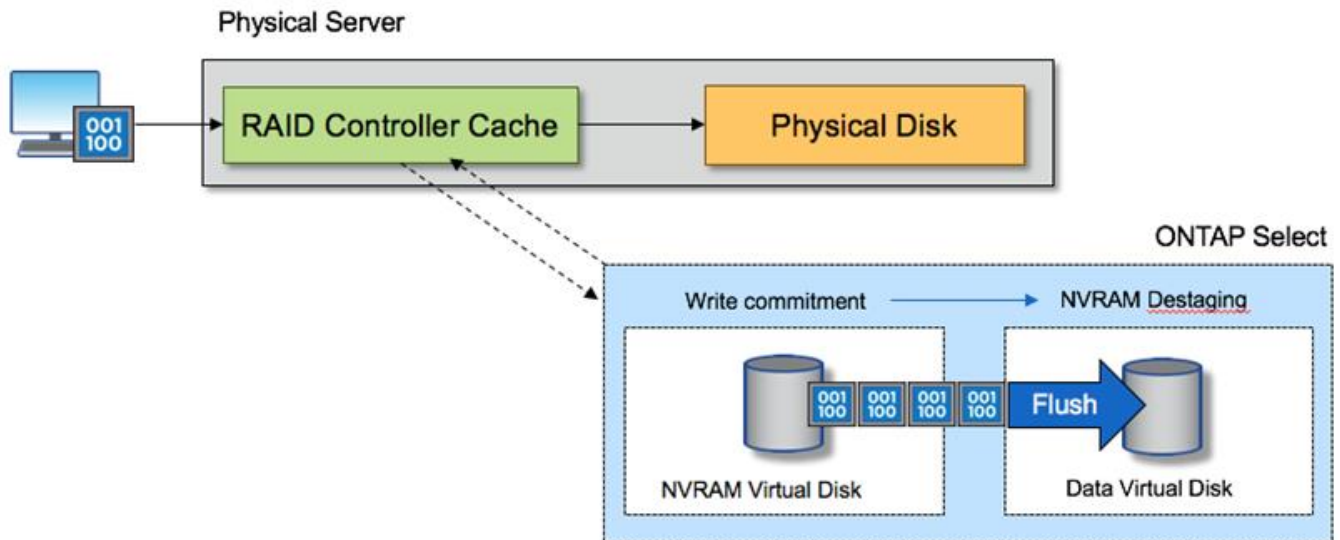 Physical Server
001
100
RAID Controller Cache
Physical Disk
ONTAP Select
Write commitment
NVRAM Destaging
001 001 001 001
100 100 100 100
Flush
NVRAM Virtual Disk
Data Virtual Disk